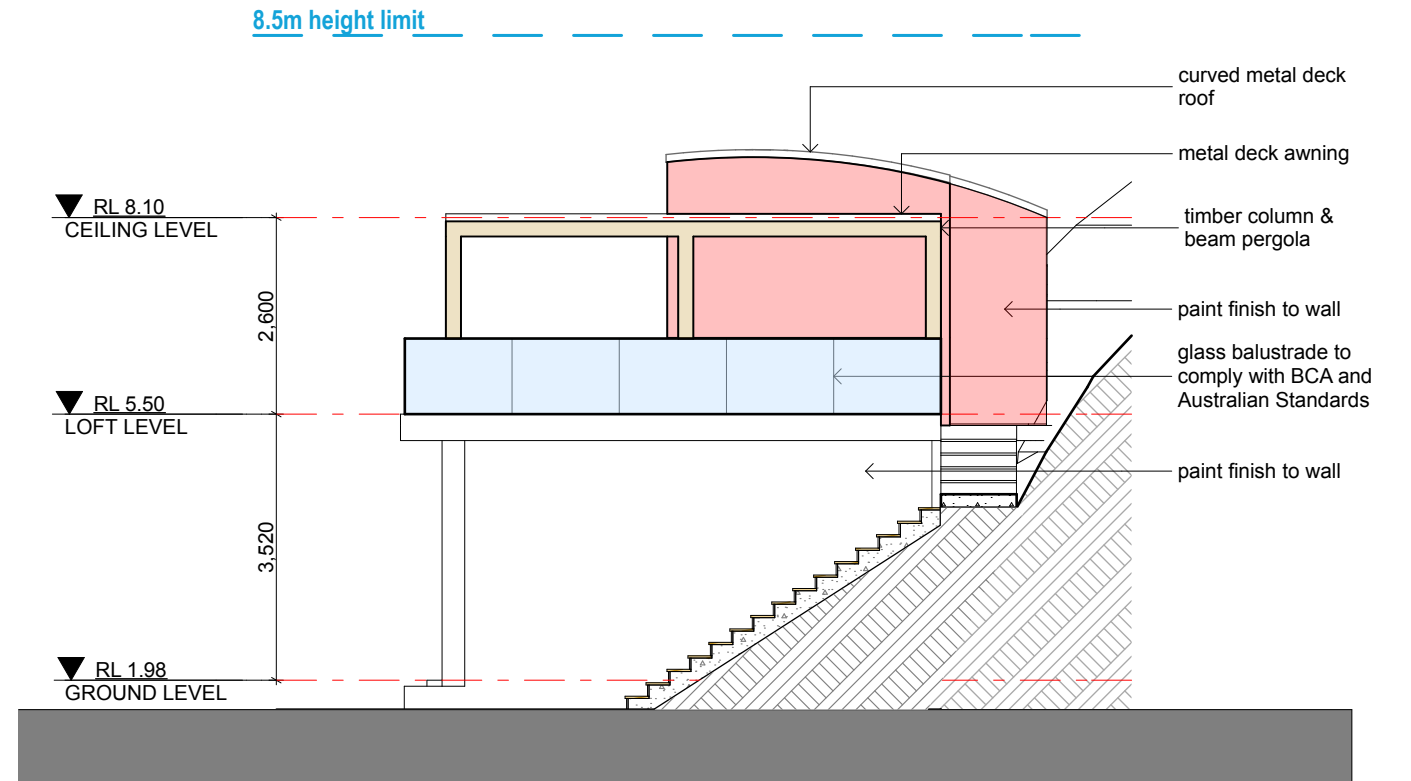 8.5m height limit
curved metal deck
roof
metal deck awning
RL 8.10
CEILING LEVEL
timber column &
beam pergola
2,600
paint finish to wall
glass balustrade to
comply with BCA and
Australian Standards
RL 5.50
LOFT LEVEL
paint finish to wall
3,520
RL 1.98
GROUND LEVEL